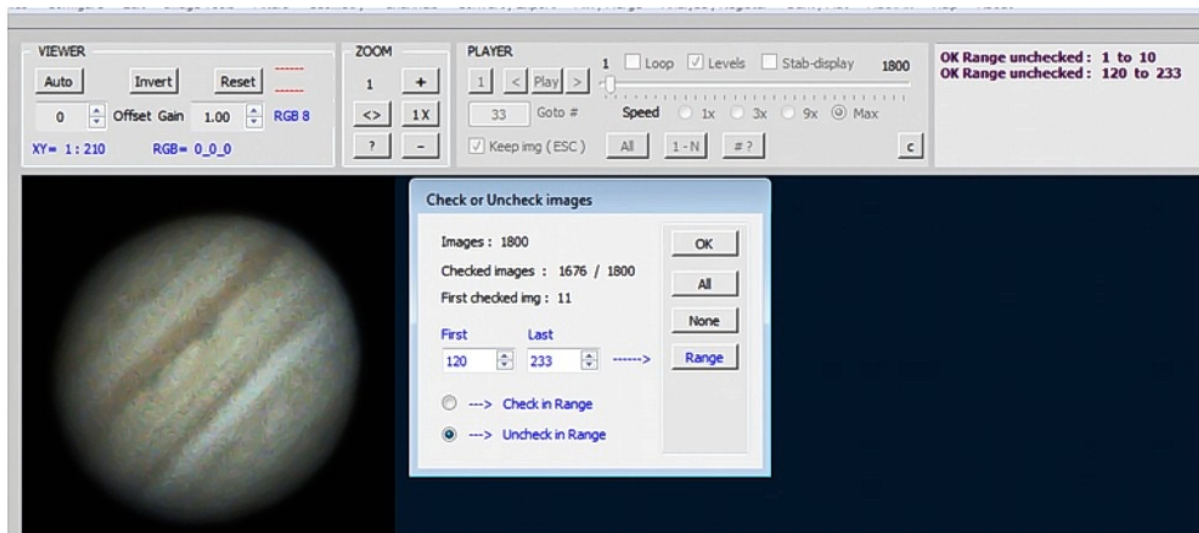 VIEWER
Auto Invert Reset ------
------
0 Offset Gain 1.00 RGB 8
XY= 1 : 210 RGB= 0_0_0
ZOOM
1 +
<> 1X
? -
PLAYER
1 < Play > 1 Loop Levels Stab-display 1800
33 Goto # Speed 1x 3x 9x Max
Keep img ( ESC ) All 1 - N # ? c
OK Range unchecked : 1 to 10
OK Range unchecked : 120 to 233
Check or Uncheck images
Images : 1800
Checked images : 1676 / 1800
First checked img : 11
First Last
120 233 ------>
---> Check in Range
---> Uncheck in Range
OK
All
None
Range